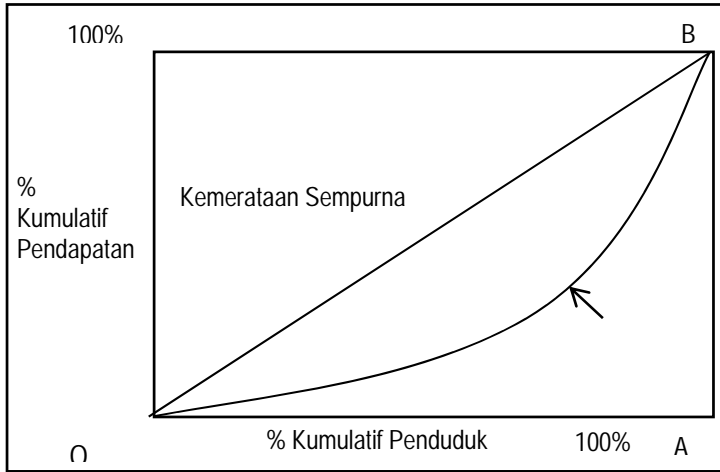 100%
B
%
Kumulatif
Pendapatan
Kemerataan Sempurna
% Kumulatif Penduduk
100%
A
O